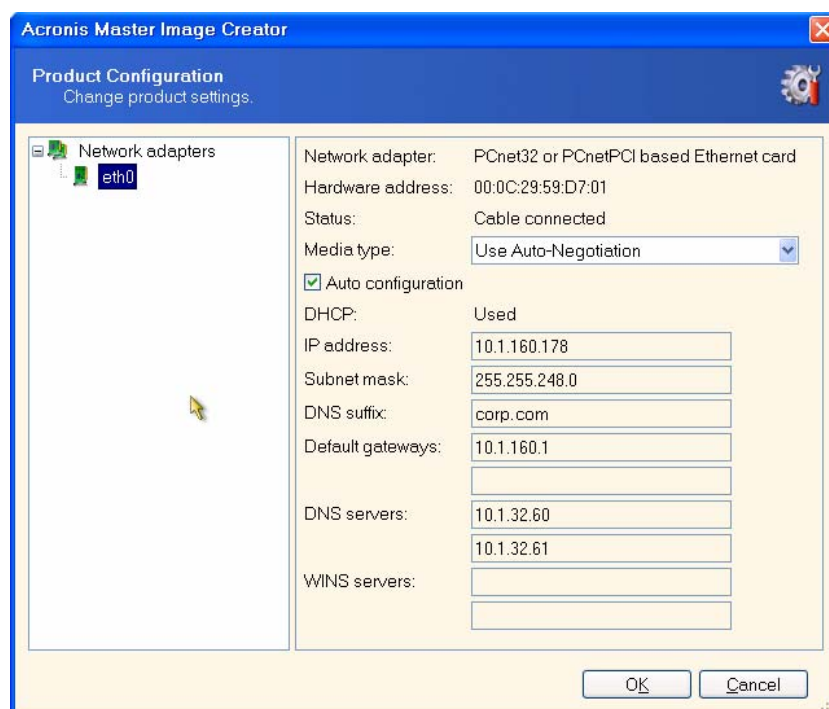 Acronis Master Image Creator
Product Configuration
Change product settings.
Network adapters
eth0
Network adapter: PCnet32 or PCnetPCI based Ethernet card
Hardware address: 00:0C:29:59:D7:01
Status: Cable connected
Media type: Use Auto-Negotiation
Auto configuration
DHCP: Used
IP address: 10.1.160.178
Subnet mask: 255.255.248.0
DNS suffix: corp.com
Default gateways: 10.1.160.1
DNS servers: 10.1.32.60
10.1.32.61
WINS servers:
OK Cancel